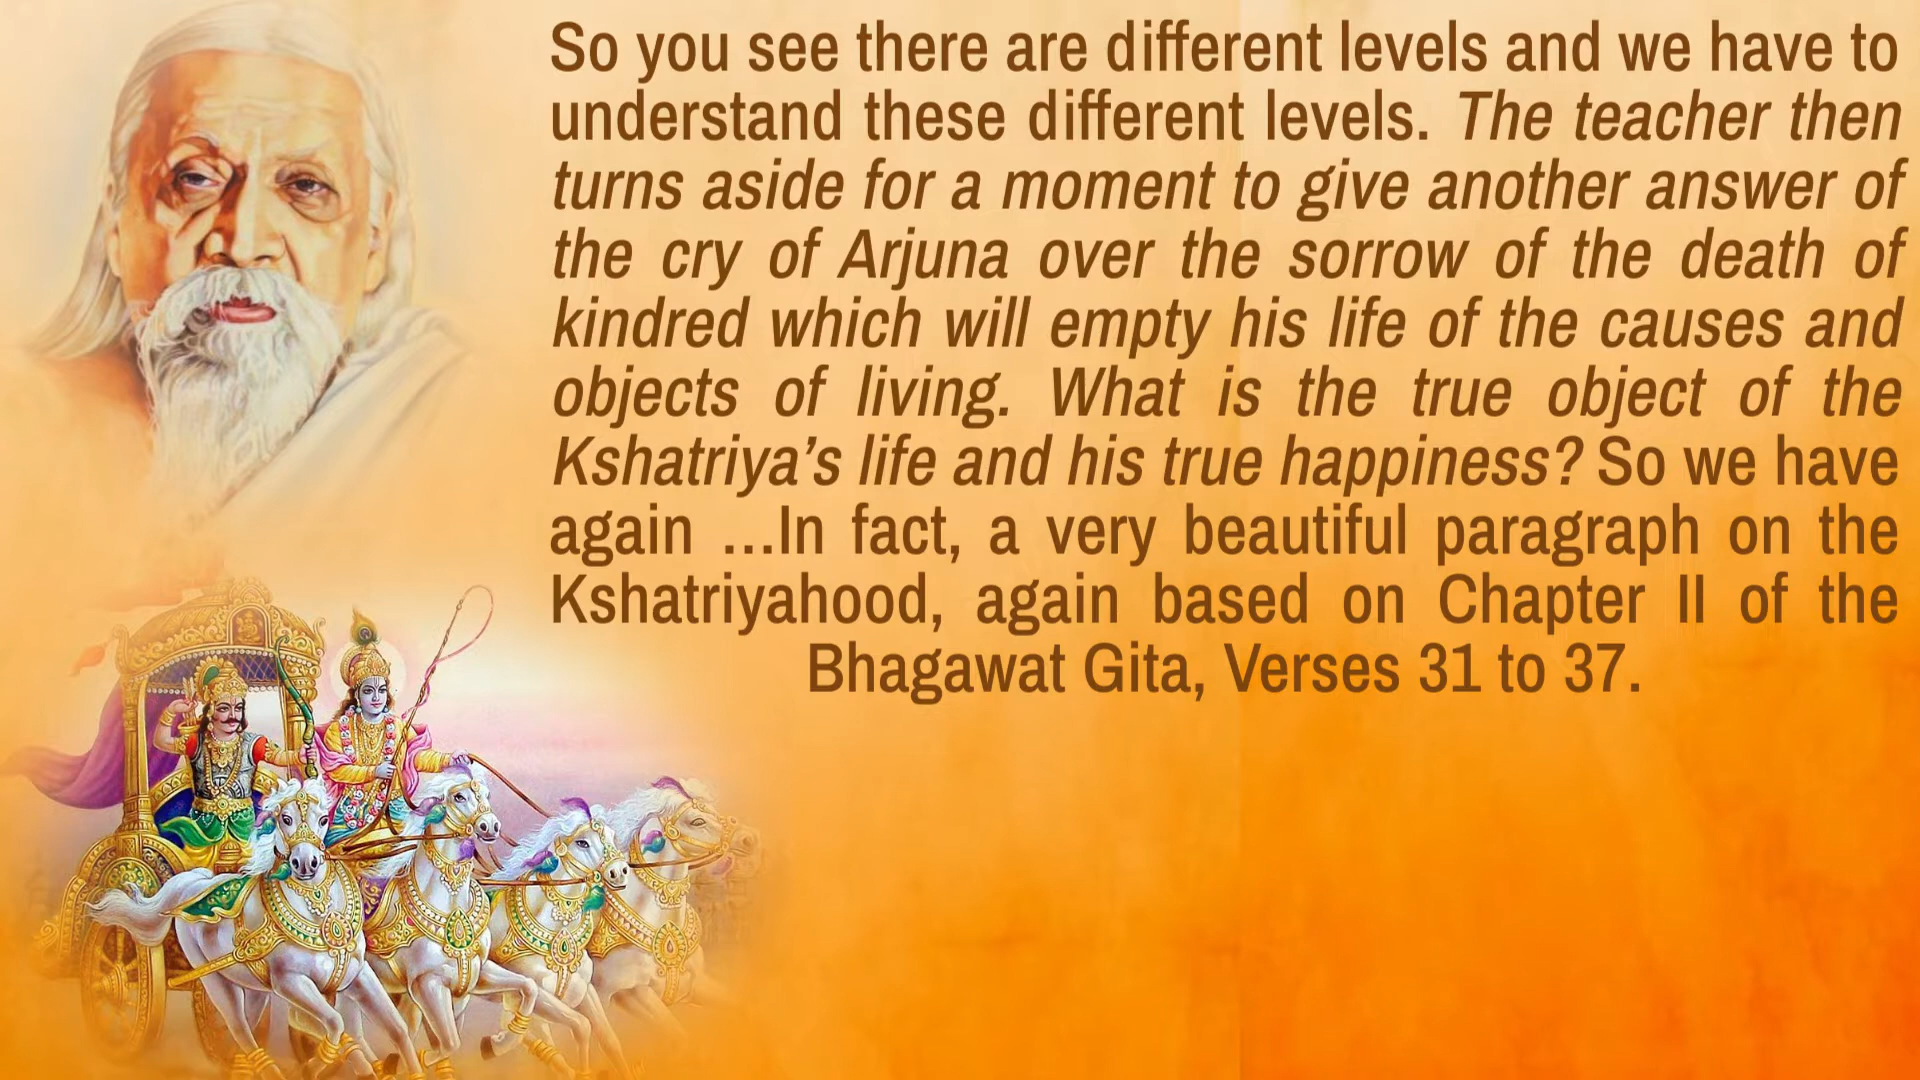 So you see there are different levels and we have to
understand these different levels. The teacher then
turns aside for a moment to give another answer of
the cry of Arjuna over the sorrow of the death of
kindred which will empty his life of the causes and
objects of living. What is the true object of the
Kshatriya’s life and his true happiness? So we have
again …In fact, a very beautiful paragraph on the
Kshatriyahood, again based on Chapter II of the
Bhagawat Gita, Verses 31 to 37.